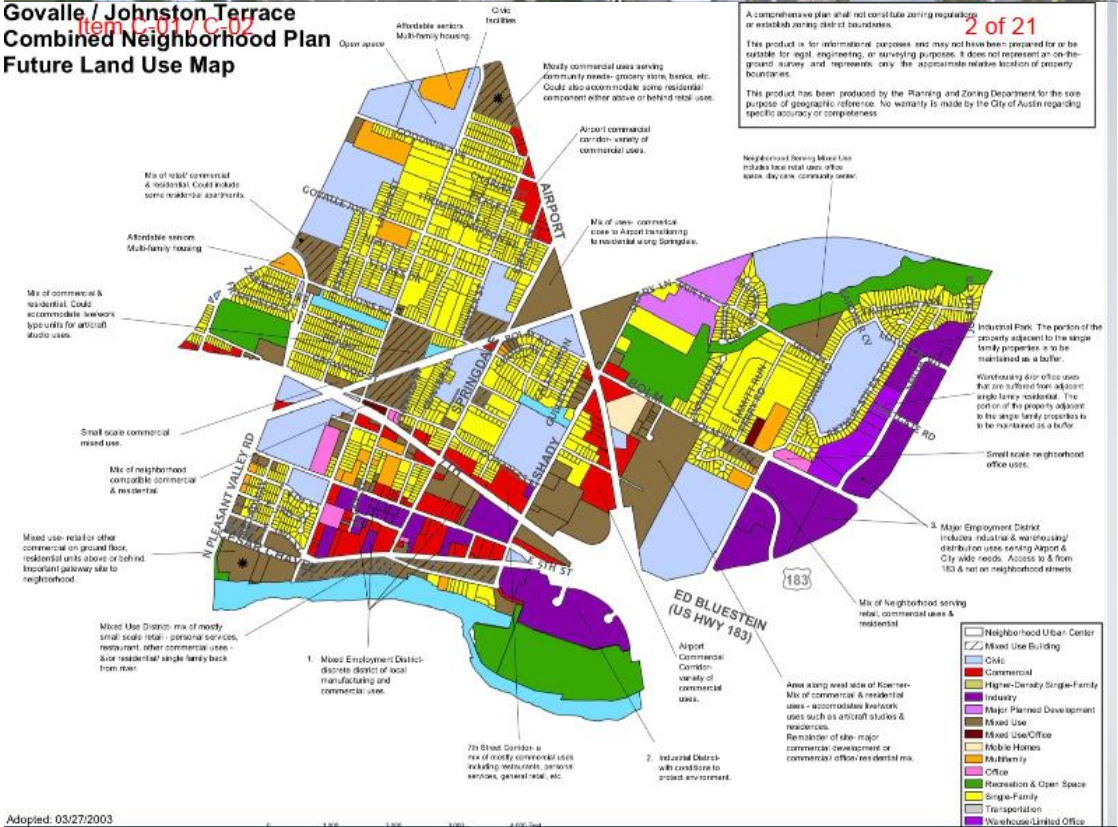 Govalle / Johnston Terrace
Combined Neighborhood Plan
Future Land Use Map
Item C-01 / C-02
2 of 21
A comprehensive plan shall not constitute zoning regulations
or establish zoning district boundaries.
This product is for informational purposes and may not have been prepared for or be
suitable for legal, engineering, or surveying purposes. It does not represent an on-the-
ground survey and represents only the approximate relative location of property
boundaries.
This product has been produced by the Planning and Zoning Department for the sole
purpose of geographic reference. No warranty is made by the City of Austin regarding
specific accuracy or completeness.
Civic
facilities
Affordable seniors
Multi-family housing.
Open space
Mostly commercial uses serving
community needs- grocery store, banks, etc.
Could also accommodate some residential
component either above or behind retail uses.
Airport commercial
corridor- variety of
commercial uses.
Neighborhood Serving Mixed Use
includes local retail uses, office
space, day care, community center.
Mix of retail/ commercial
& residential. Could include
some residential apartments.
Mix of uses- commerical
close to Airport transitioning
to residential along Springdale.
Affordable seniors
Multi-family housing
Mix of commercial &
residential. Could
accommodate live/work
type units for art/craft
studio uses.
Industrial Park. The portion of the
property adjacent to the single
family properties is to be
maintained as a buffer.
Warehousing &/or office uses
that are buffered from adjacent
single family residential. The
portion of the property adjacent
to the single family properties is
to be maintained as a buffer.
Small scale commercial
mixed use.
Small scale neighborhood
office uses.
Mix of neighborhood
compatible commercial
& residential
3. Major Employment District
includes industrial & warehousing/
distribution uses serving Airport &
City wide needs. Access to & from
183 & not on neighborhood streets.
Mixed use- retail or other
commercial on ground floor,
residential units above or behind.
Important gateway site to
neighborhood.
Mix of Neighborhood serving
retail, commercial uses &
residential.
Mixed Use District- mix of mostly
small scale retail - personal services,
restaurant, other commercial uses -
&/or residential/ single family back
from river.
1. Mixed Employment District-
discrete district of local
manufacturing and
commercial uses.
Airport
Commercial
Corridor-
variety of
commercial
uses.
Area along west side of Koerner-
Mix of commercial & residential
uses - accomodates live/work
uses such as art/craft studios &
residences.
Remainder of site- major
commercial development or
commercial/ office/ residential mix.
7th Street Corridor- a
mix of mostly commercial uses
including restaurants, personal
services, general retail, etc.
2. Industrial District-
with conditions to
protect environment.
AIRPORT
GOVALLE AVE
SPRINGDALE
SHADY
BOLM
N PLEASANT VALLEY RD
E 5TH ST
183
ED BLUESTEIN
(US HWY 183)
Neighborhood Urban Center
Mixed Use Building
Civic
Commercial
Higher-Density Single-Family
Industry
Major Planned Development
Mixed Use
Mixed Use/Office
Mobile Homes
Multifamily
Office
Recreation & Open Space
Single-Family
Transportation
Warehouse/Limited Office
Adopted: 03/27/2003